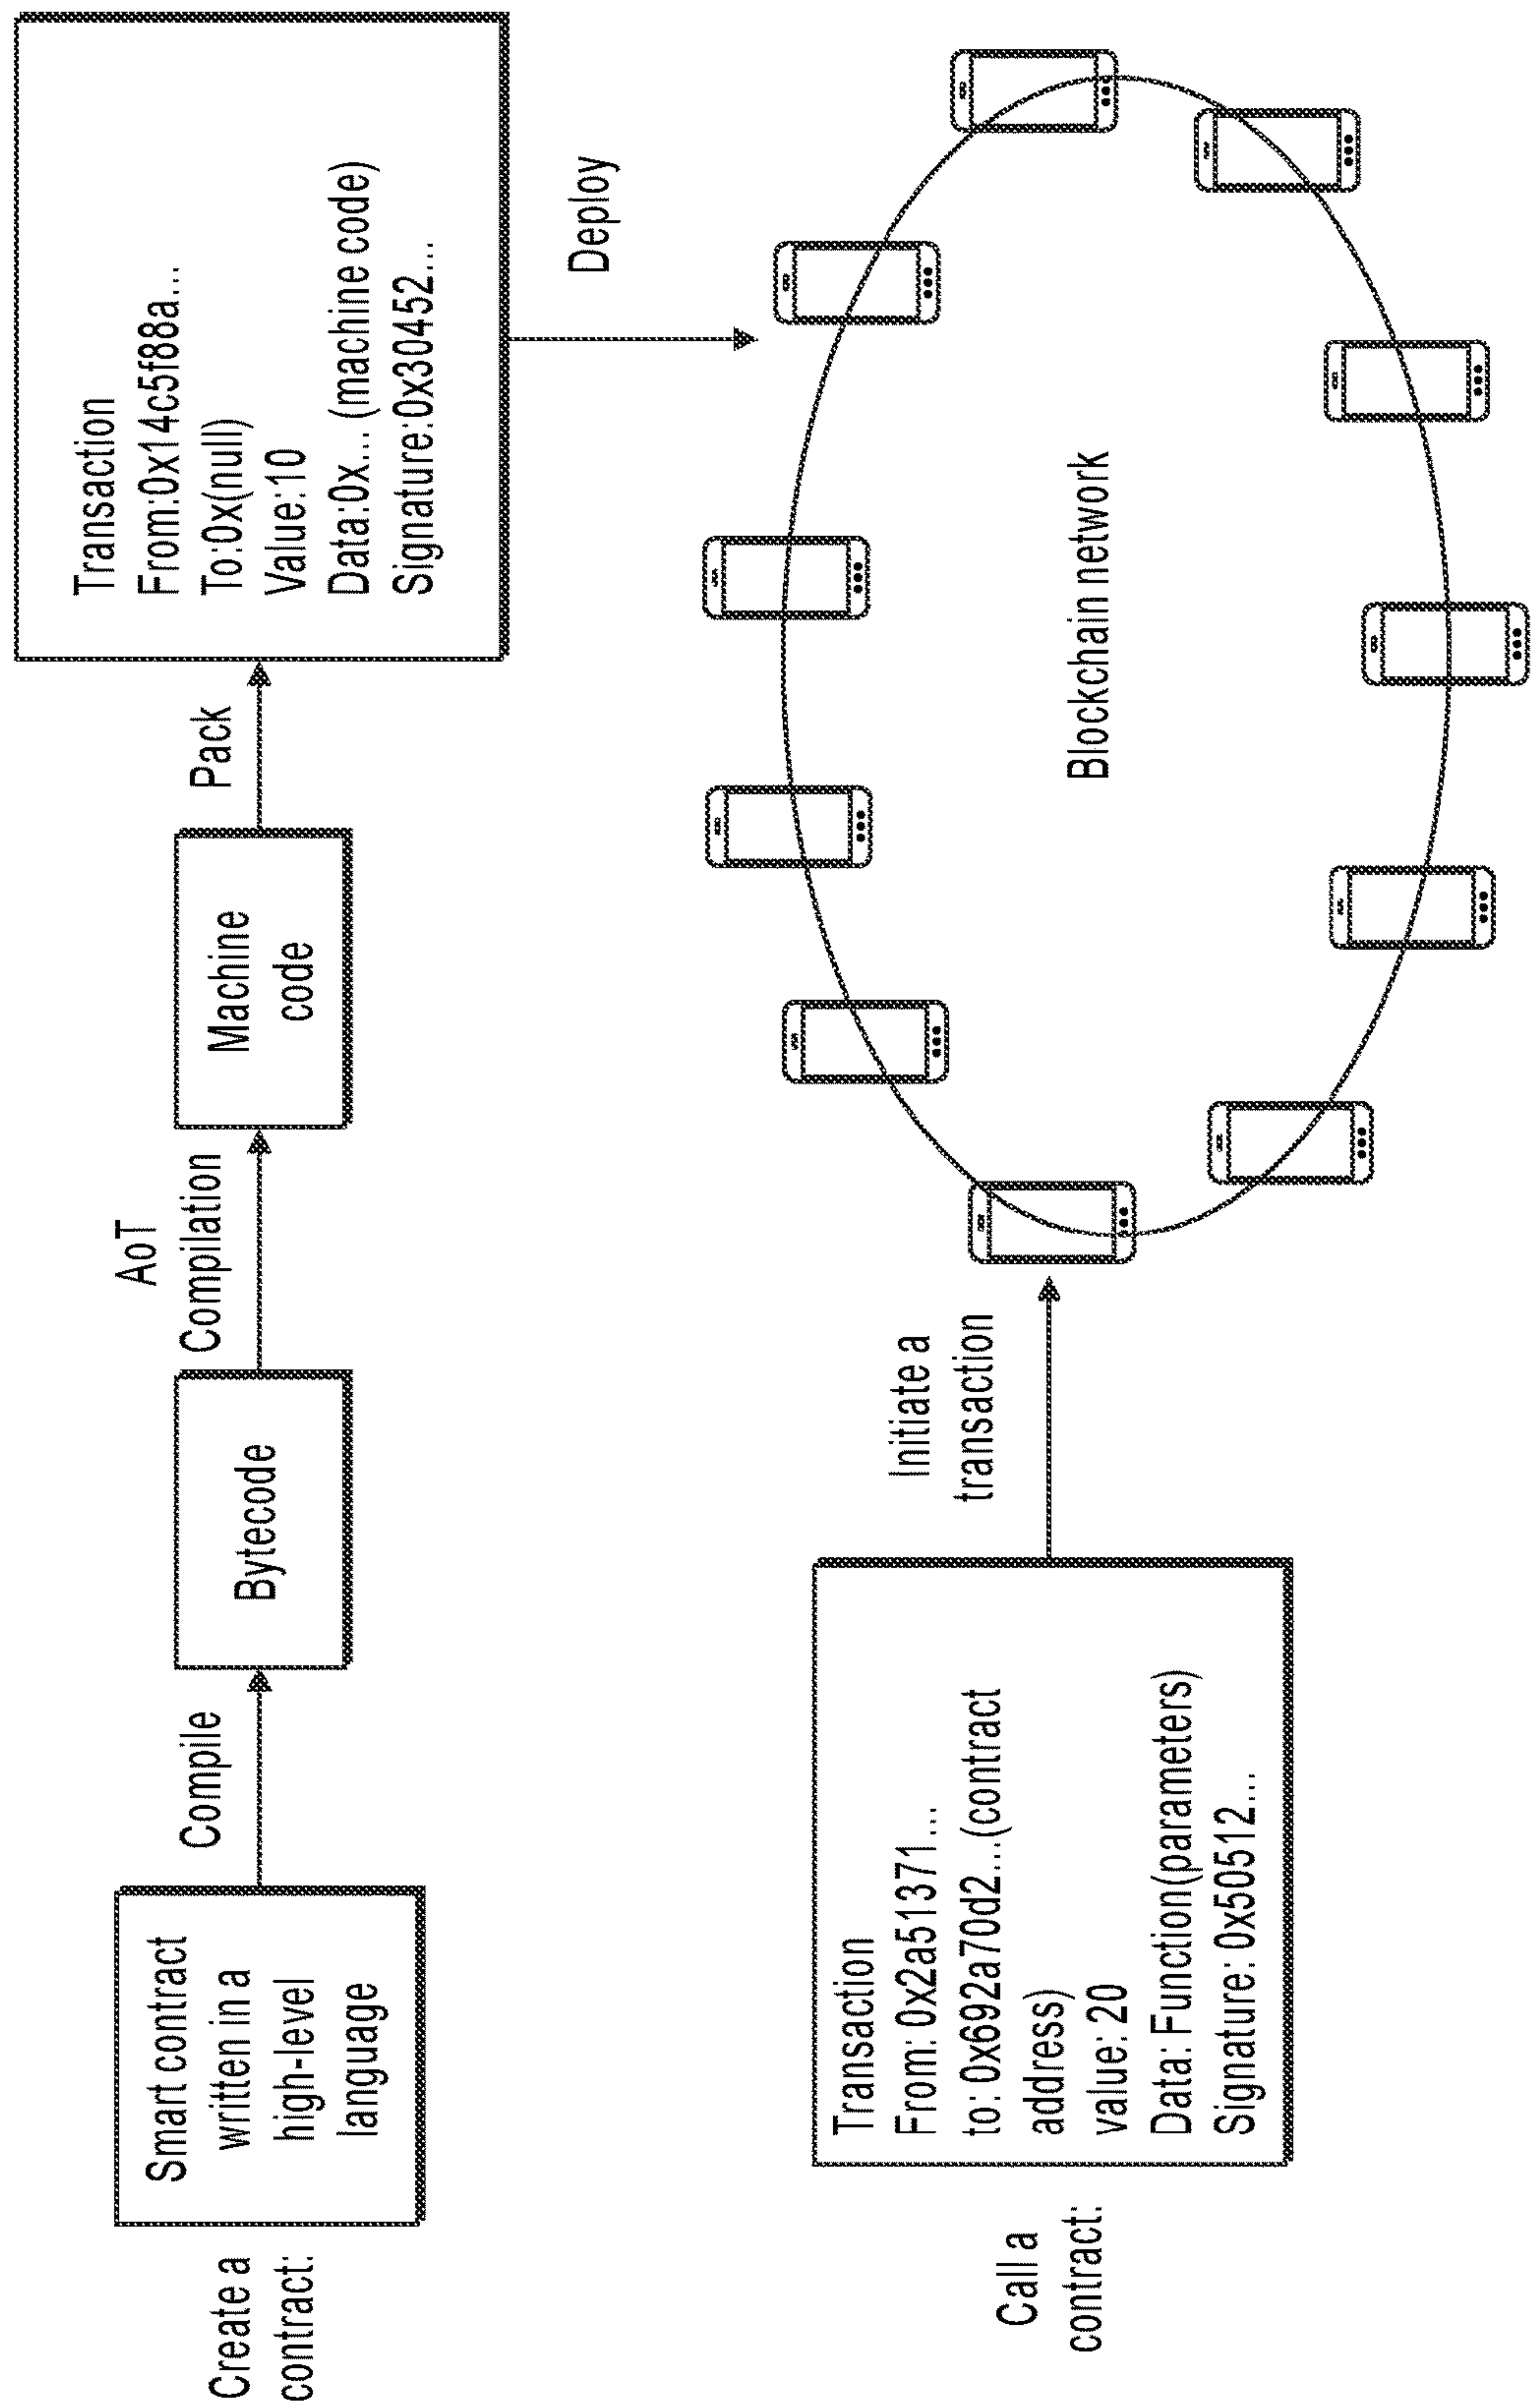 Create a
contract:
Smart contract
written in a
high-level
language
Compile
Bytecode
AoT
Compilation
Machine
code
Pack
Transaction
From:0x14c5f88a...
To:0x(null)
Value:10
Data:0x... (machine code)
Signature:0x30452...
Deploy
Call a
contract:
Transaction
From: 0x2a51371...
to: 0x692a70d2...(contract
address)
value: 20
Data: Function(parameters)
Signature: 0x50512...
Initiate a
transaction
Blockchain network